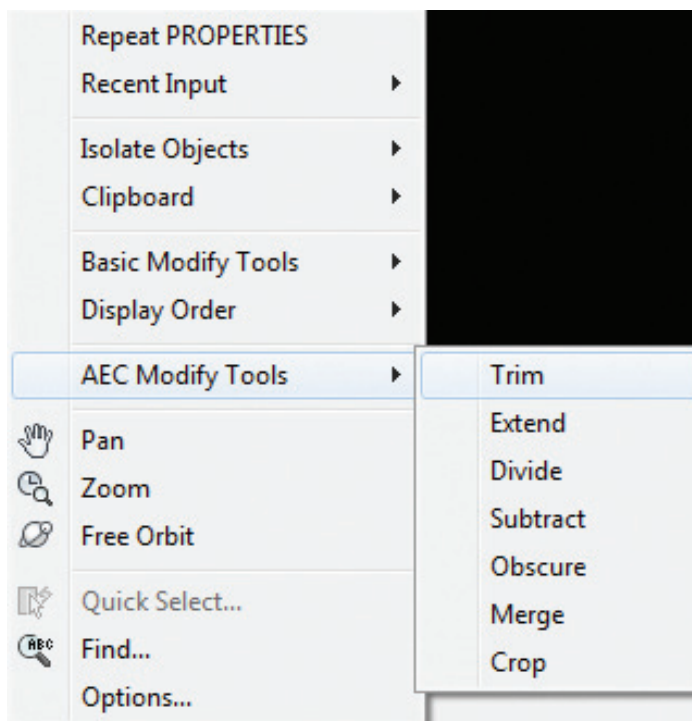 Repeat PROPERTIES
Recent Input
Isolate Objects
Clipboard
Basic Modify Tools
Display Order
AEC Modify Tools
Trim
Extend
Divide
Subtract
Obscure
Merge
Crop
Pan
Zoom
Free Orbit
Quick Select...
ABC
Find...
Options...